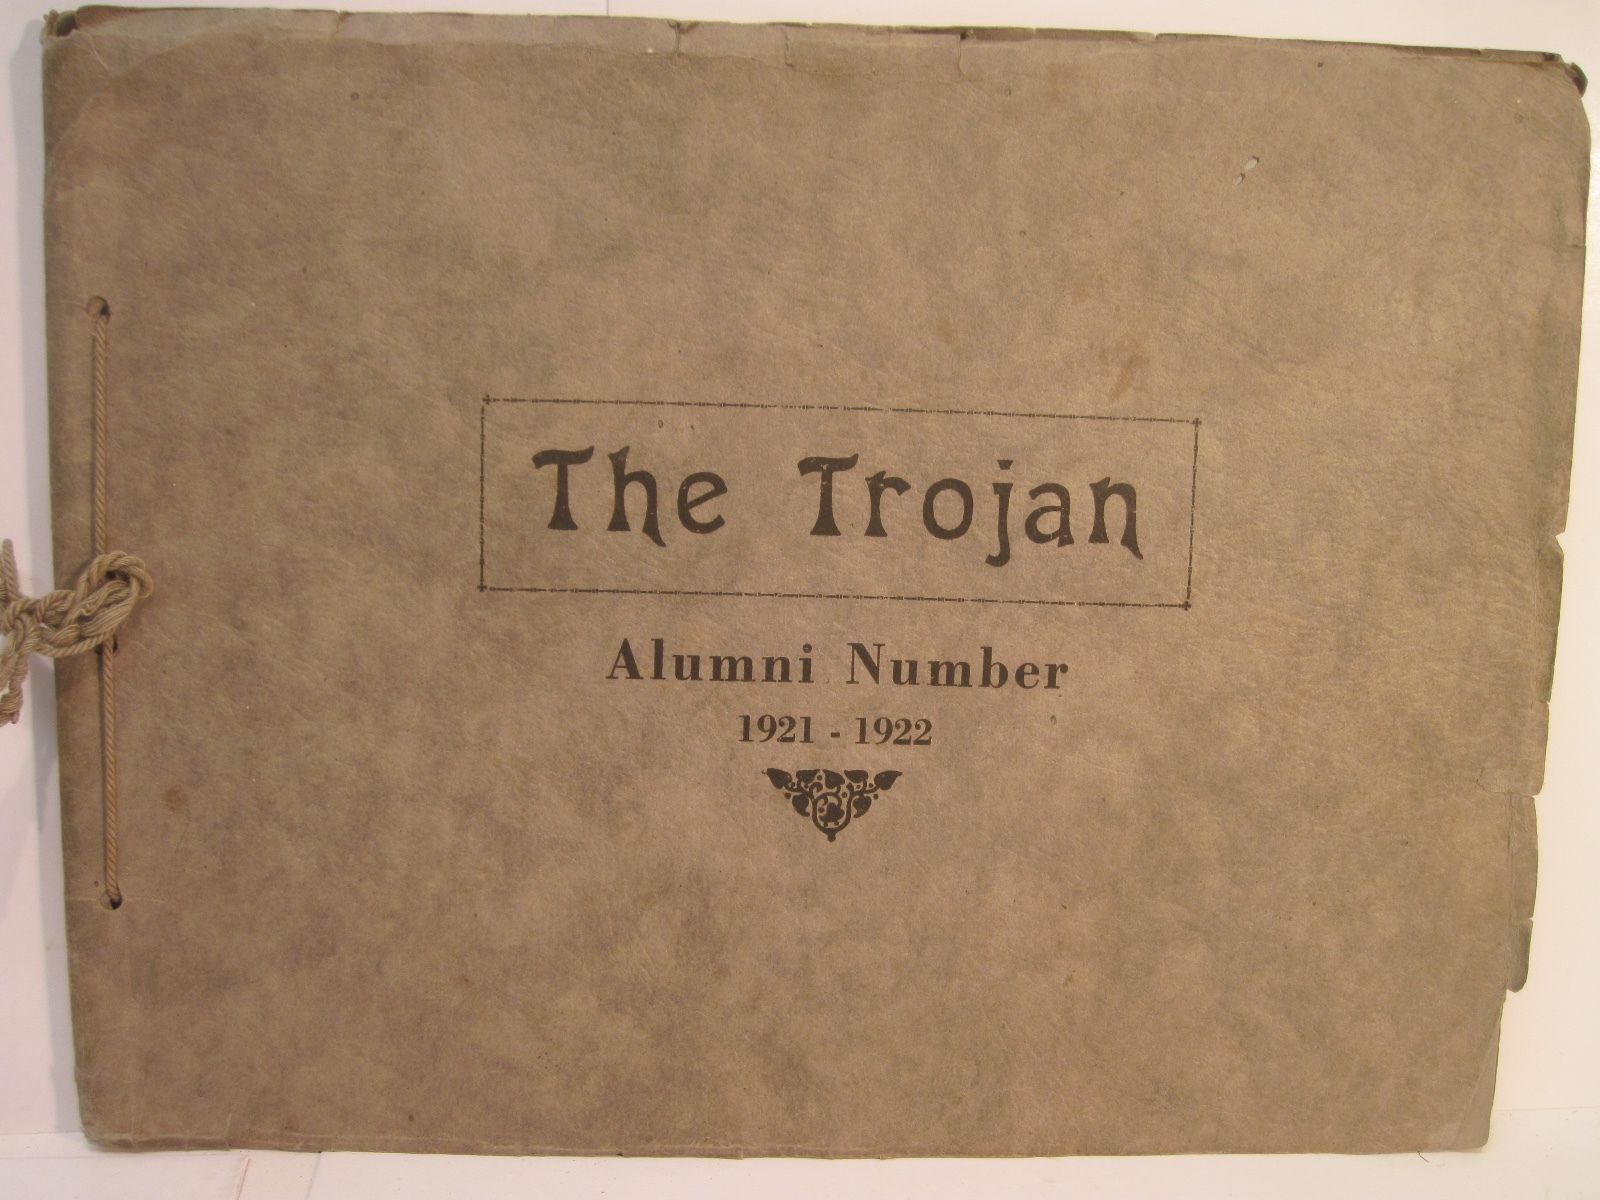 The Trojan
Alumni Number
1921 - 1922